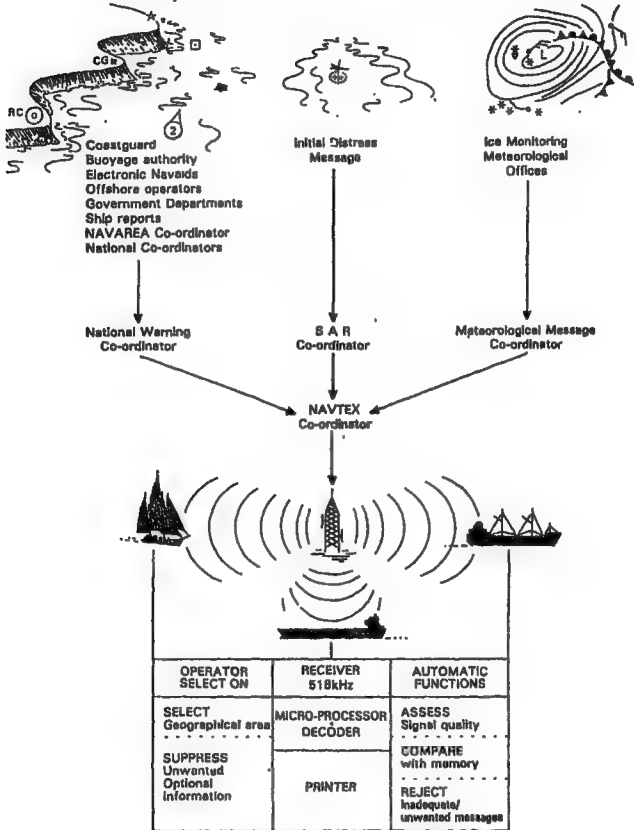 CG
RC
2
L
Coastguard
Buoyage authority
Electronic Navaids
Offshore operators
Government Departments
Ship reports
NAVAREA Co-ordinator
National Co-ordinators
Initial Distress
Message
Ice Monitoring
Meteorological
Offices
National Warning
Co-ordinator
S A R
Co-ordinator
Meteorological Message
Co-ordinator
NAVTEX
Co-ordinator
OPERATOR
SELECT ON
RECEIVER
518kHz
AUTOMATIC
FUNCTIONS
SELECT
Geographical area
SUPPRESS
Unwanted
Optional
Information
MICRO-PROCESSOR
DECODER
PRINTER
ASSESS
Signal quality
COMPARE
with memory
REJECT
Inadequate/
unwanted messages